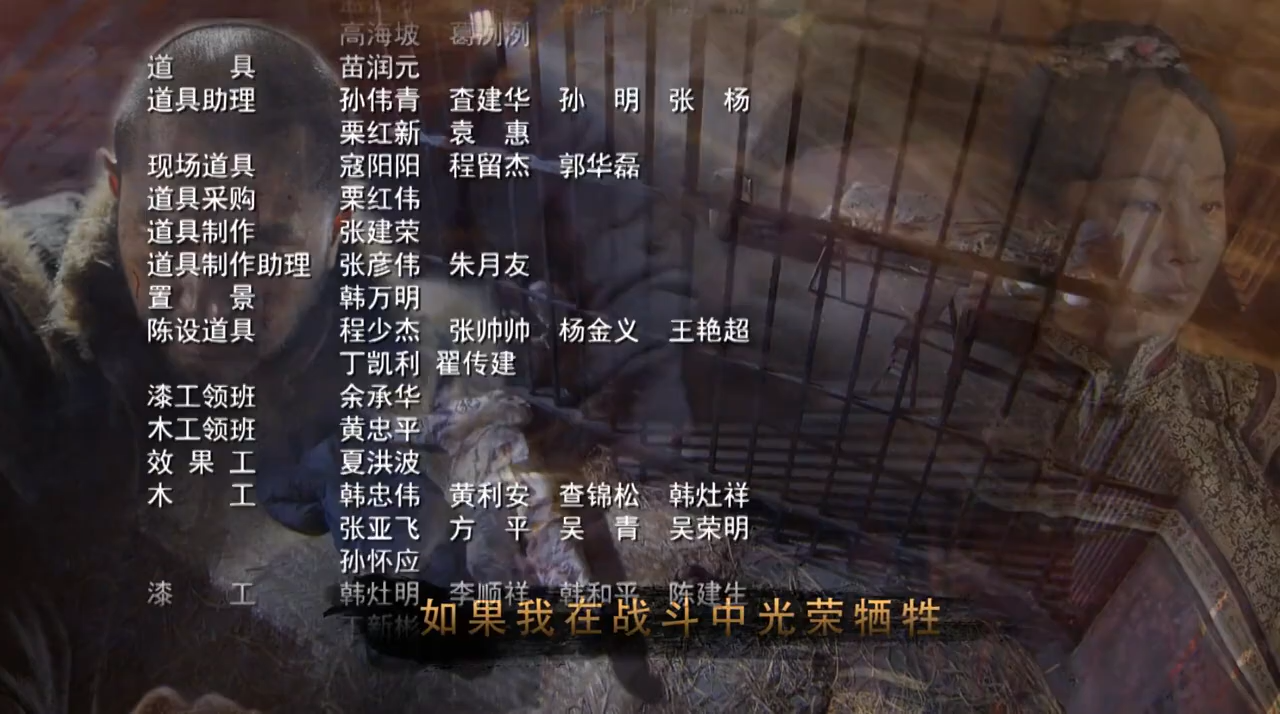 高海坡 葛洌洌
道 具 苗润元
道具助理 孙伟青 查建华 孙 明 张 杨
栗红新 袁 惠
现场道具 寇阳阳 程留杰 郭华磊
道具采购 栗红伟
道具制作 张建荣
道具制作助理 张彦伟 朱月友
置 景 韩万明
陈设道具 程少杰 张帅帅 杨金义 王艳超
丁凯利 翟传建
漆工领班 余承华
木工领班 黄忠平
效 果 工 夏洪波
木 工 韩忠伟 黄利安 查锦松 韩灶祥
张亚飞 方 平 吴 青 吴荣明
孙怀应
漆 工 韩灶明 李顺祥 韩和平 陈建生
丁新彬
如果我在战斗中光荣牺牲